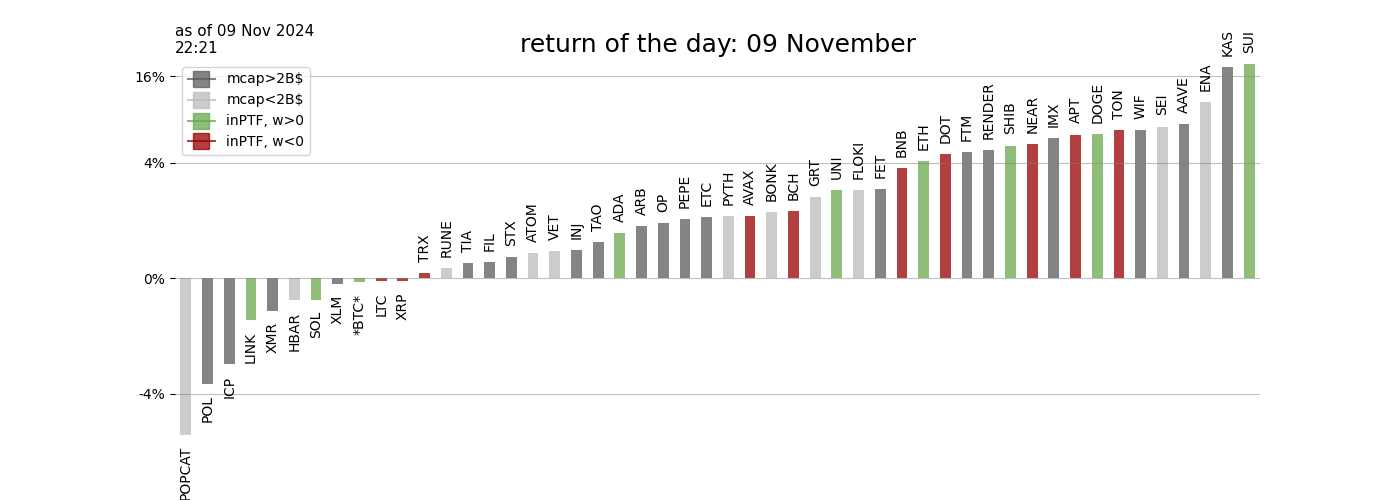 as of 09 Nov 2024
22:21
return of the day: 09 November
mcap>2B$
mcap<2B$
inPTF, w>0
inPTF, w<0
16%
4%
0%
-4%
POPCAT
POL
ICP
LINK
XMR
HBAR
SOL
XLM
*BTC*
LTC
XRP
TRX
RUNE
TIA
FIL
STX
ATOM
VET
INJ
TAO
ADA
ARB
OP
PEPE
ETC
PYTH
AVAX
BONK
BCH
GRT
UNI
FLOKI
FET
BNB
ETH
DOT
FTM
RENDER
SHIB
NEAR
IMX
APT
DOGE
TON
WIF
SEI
AAVE
ENA
KAS
SUI